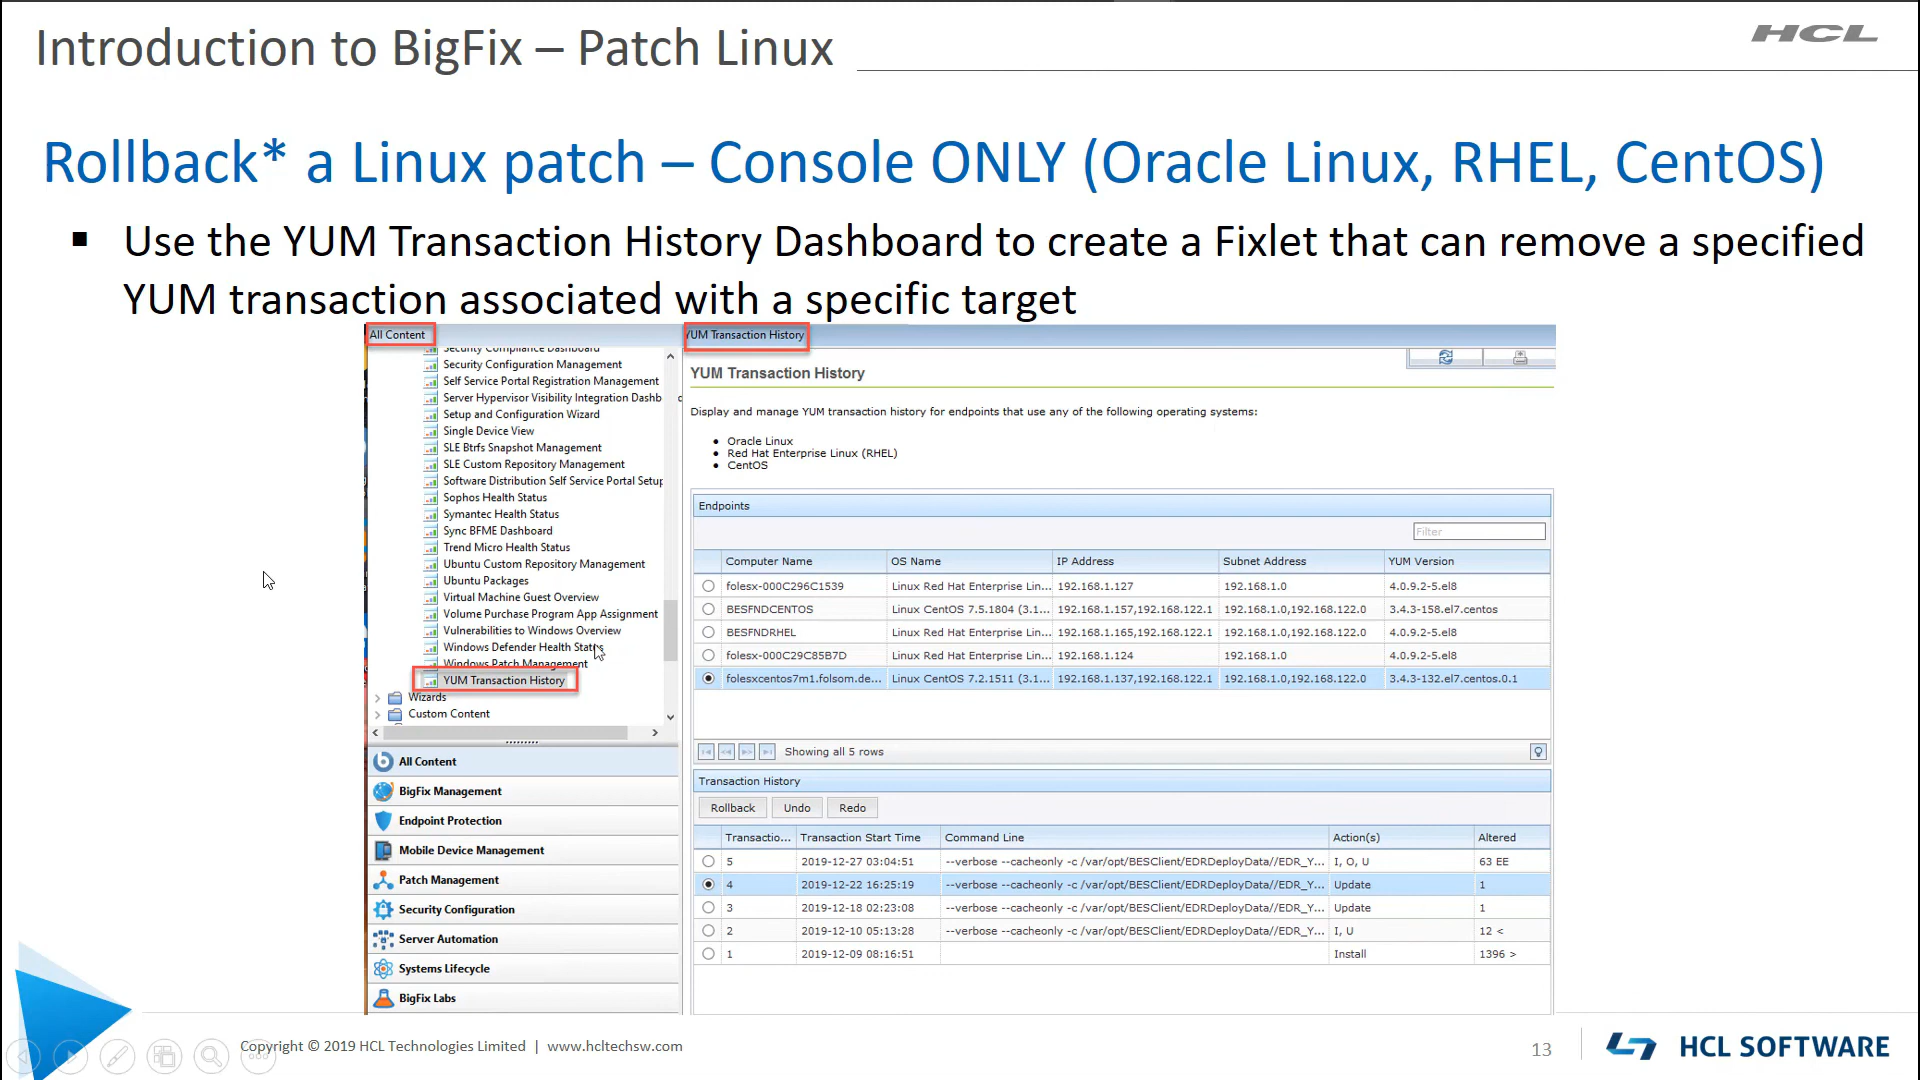 Introduction to BigFix – Patch Linux
HCL
Rollback* a Linux patch – Console ONLY (Oracle Linux, RHEL, CentOS)
▪ Use the YUM Transaction History Dashboard to create a Fixlet that can remove a specified
YUM transaction associated with a specific target
All Content
Security Compliance Dashboard
Security Configuration Management
Self Service Portal Registration Management
Server Hypervisor Visibility Integration Dashb
Setup and Configuration Wizard
Single Device View
SLE Btrfs Snapshot Management
SLE Custom Repository Management
Software Distribution Self Service Portal Setup
Sophos Health Status
Symantec Health Status
Sync BFME Dashboard
Trend Micro Health Status
Ubuntu Custom Repository Management
Ubuntu Packages
Virtual Machine Guest Overview
Volume Purchase Program App Assignment
Vulnerabilities to Windows Overview
Windows Defender Health Status
Windows Patch Management
YUM Transaction History
Wizards
Custom Content
All Content
BigFix Management
Endpoint Protection
Mobile Device Management
Patch Management
Security Configuration
Server Automation
Systems Lifecycle
BigFix Labs
YUM Transaction History
YUM Transaction History
Display and manage YUM transaction history for endpoints that use any of the following operating systems:
• Oracle Linux
• Red Hat Enterprise Linux (RHEL)
• CentOS
Endpoints
Filter
Computer Name OS Name IP Address Subnet Address YUM Version
folesx-000C296C1539 Linux Red Hat Enterprise Lin... 192.168.1.127 192.168.1.0 4.0.9.2-5.el8
BESFNDCENTOS Linux CentOS 7.5.1804 (3.1... 192.168.1.157,192.168.122.1 192.168.1.0,192.168.122.0 3.4.3-158.el7.centos
BESFNDRHEL Linux Red Hat Enterprise Lin... 192.168.1.165,192.168.122.1 192.168.1.0,192.168.122.0 4.0.9.2-5.el8
folesx-000C29C85B7D Linux Red Hat Enterprise Lin... 192.168.1.124 192.168.1.0 4.0.9.2-5.el8
folesxcentos7m1.folsom.de... Linux CentOS 7.2.1511 (3.1... 192.168.1.137,192.168.122.1 192.168.1.0,192.168.122.0 3.4.3-132.el7.centos.0.1
Showing all 5 rows
Transaction History
Rollback Undo Redo
Transactio... Transaction Start Time Command Line Action(s) Altered
5 2019-12-27 03:04:51 --verbose --cacheonly -c /var/opt/BESClient/EDRDeployData//EDR_Y... I, O, U 63 EE
4 2019-12-22 16:25:19 --verbose --cacheonly -c /var/opt/BESClient/EDRDeployData//EDR_Y... Update 1
3 2019-12-18 02:23:08 --verbose --cacheonly -c /var/opt/BESClient/EDRDeployData//EDR_Y... Update 1
2 2019-12-10 05:13:28 --verbose --cacheonly -c /var/opt/BESClient/EDRDeployData//EDR_Y... I, U 12 <
1 2019-12-09 08:16:51 Install 1396 >
Copyright © 2019 HCL Technologies Limited | www.hcltechsw.com
13
HCL SOFTWARE